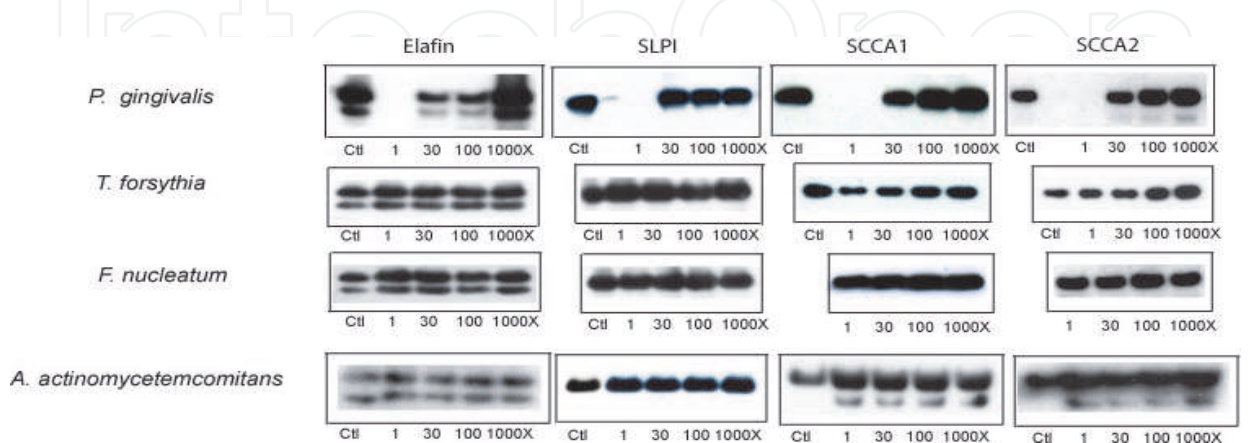 InTechOpen
Elafin SLPI SCCA1 SCCA2
P. gingivalis
Ctl 1 30 100 1000X Ctl 1 30 100 1000X Ctl 1 30 100 1000X Ctl 1 30 100 1000X
T. forsythia
Ctl 1 30 100 1000X Ctl 1 30 100 1000X Ctl 1 30 100 1000X Ctl 1 30 100 1000X
F. nucleatum
Ctl 1 30 100 1000X Ctl 1 30 100 1000X 1 30 100 1000X 1 30 100 1000X
A. actinomycetemcomitans
Ctl 1 30 100 1000X Ctl 1 30 100 1000X Ctl 1 30 100 1000X Ctl 1 30 100 1000X